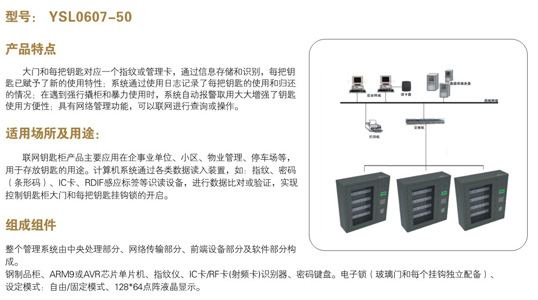 型号： YSL0607-50
产品特点
大门和每把钥匙对应一个指纹或管理卡，通过信息存储和识别，每把钥
匙已赋予了新的使用特性；系统通过使用日志记录了每把钥匙的使用和归还
的情况；在遇到强行撬柜和暴力使用时，系统自动报警取用大大增强了钥匙
使用方便性；具有网络管理功能，可以联网进行查询或操作。
适用场所及用途：
联网钥匙柜产品主要应用在企事业单位、小区、物业管理、停车场等，
用于存放钥匙的用途。计算机系统通过各类数据读入装置，如：指纹、密码
（条形码）、IC卡、RDIF感应标签等识读设备，进行数据比对或验证，实现
控制钥匙柜大门和每把钥匙挂钩锁的开启。
组成组件
整个管理系统由中央处理部分、网络传输部分、前端设备部分及软件部分构
成。
钢制品柜、ARM9或AVR芯片单片机、指纹仪、IC卡/RF卡(射频卡)识别器、密码键盘。电子锁（玻璃门和每个挂钩独立配备）、
设定模式：自由/固定模式、128*64点阵液晶显示。
交换机